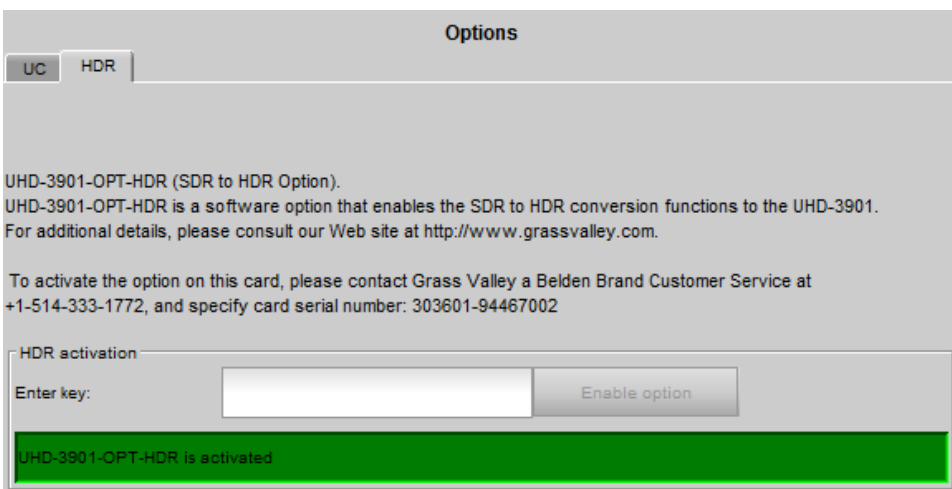 Options
UC
HDR
UHD-3901-OPT-HDR (SDR to HDR Option).
UHD-3901-OPT-HDR is a software option that enables the SDR to HDR conversion functions to the UHD-3901.
For additional details, please consult our Web site at http://www.grassvalley.com.
To activate the option on this card, please contact Grass Valley a Belden Brand Customer Service at
+1-514-333-1772, and specify card serial number: 303601-94467002
HDR activation
Enter key:
Enable option
UHD-3901-OPT-HDR is activated